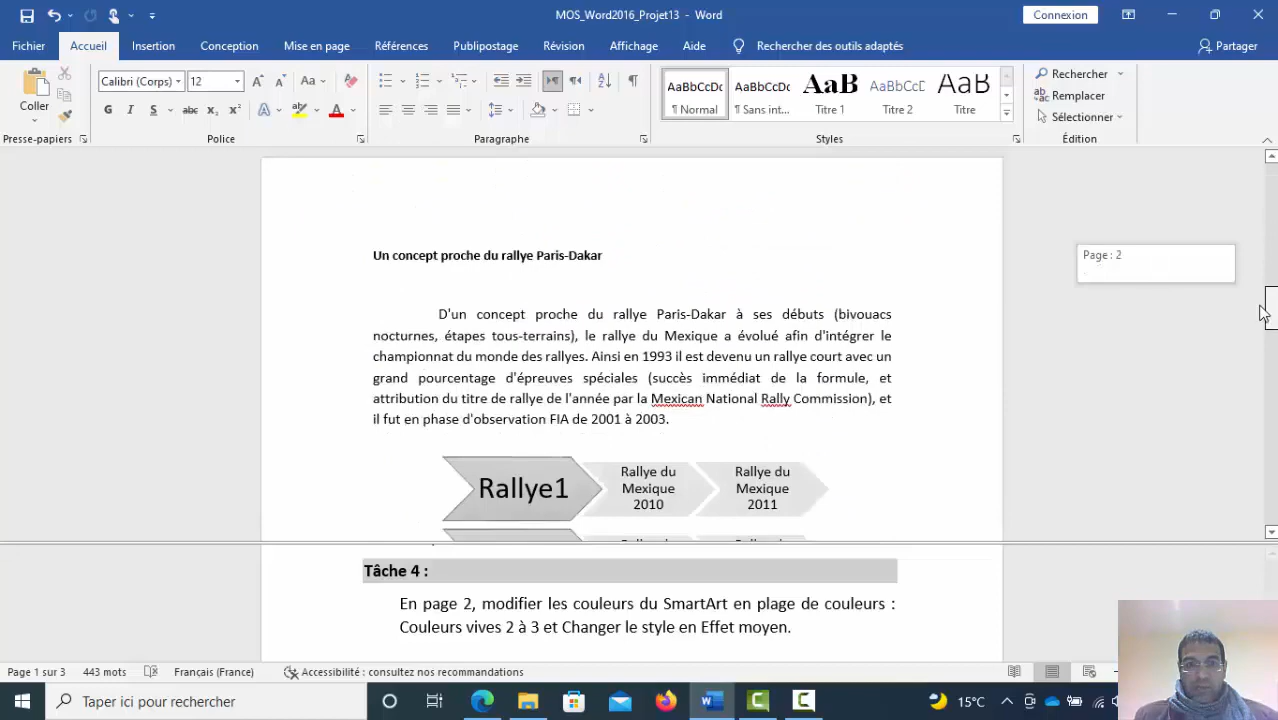 MOS_Word2016_Projet13 - Word
Connexion
Fichier
Accueil
Insertion
Conception
Mise en page
Références
Publipostage
Révision
Affichage
Aide
Rechercher des outils adaptés
Partager
Coller
Calibri (Corps)
12
G I S abc x₂ x²
AaBbCcDc
AaBbCcDc
AaB
AaBbCcDc
AaB
¶ Normal
¶ Sans int...
Titre 1
Titre 2
Titre
Rechercher
Remplacer
Sélectionner
Presse-papiers
Police
Paragraphe
Styles
Édition
Page : 2
Un concept proche du rallye Paris-Dakar
D'un concept proche du rallye Paris-Dakar à ses débuts (bivouacs
nocturnes, étapes tous-terrains), le rallye du Mexique a évolué afin d'intégrer le
championnat du monde des rallyes. Ainsi en 1993 il est devenu un rallye court avec un
grand pourcentage d'épreuves spéciales (succès immédiat de la formule, et
attribution du titre de rallye de l'année par la Mexican National Rally Commission), et
il fut en phase d'observation FIA de 2001 à 2003.
Rallye1
Rallye du
Mexique
2010
Rallye du
Mexique
2011
Tâche 4 :
En page 2, modifier les couleurs du SmartArt en plage de couleurs :
Couleurs vives 2 à 3 et Changer le style en Effet moyen.
Page 1 sur 3
443 mots
Français (France)
Accessibilité : consultez nos recommandations
Taper ici pour rechercher
15°C